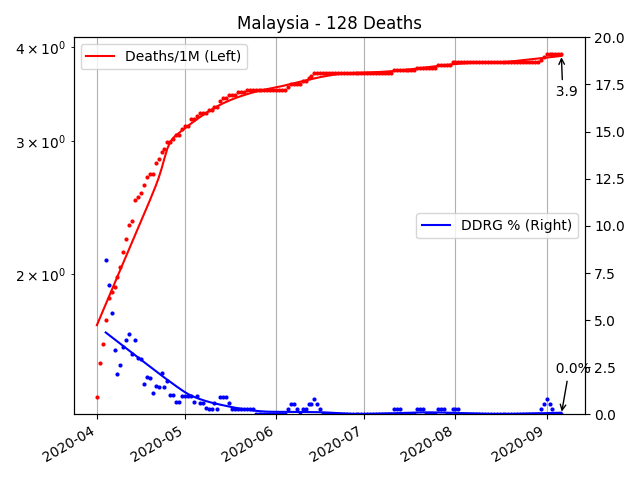 Malaysia - 128 Deaths
4 × 10⁰
3 × 10⁰
2 × 10⁰
Deaths/1M (Left)
DDRG % (Right)
3.9
0.0%
20.0
17.5
15.0
12.5
10.0
7.5
5.0
2.5
0.0
2020-04
2020-05
2020-06
2020-07
2020-08
2020-09